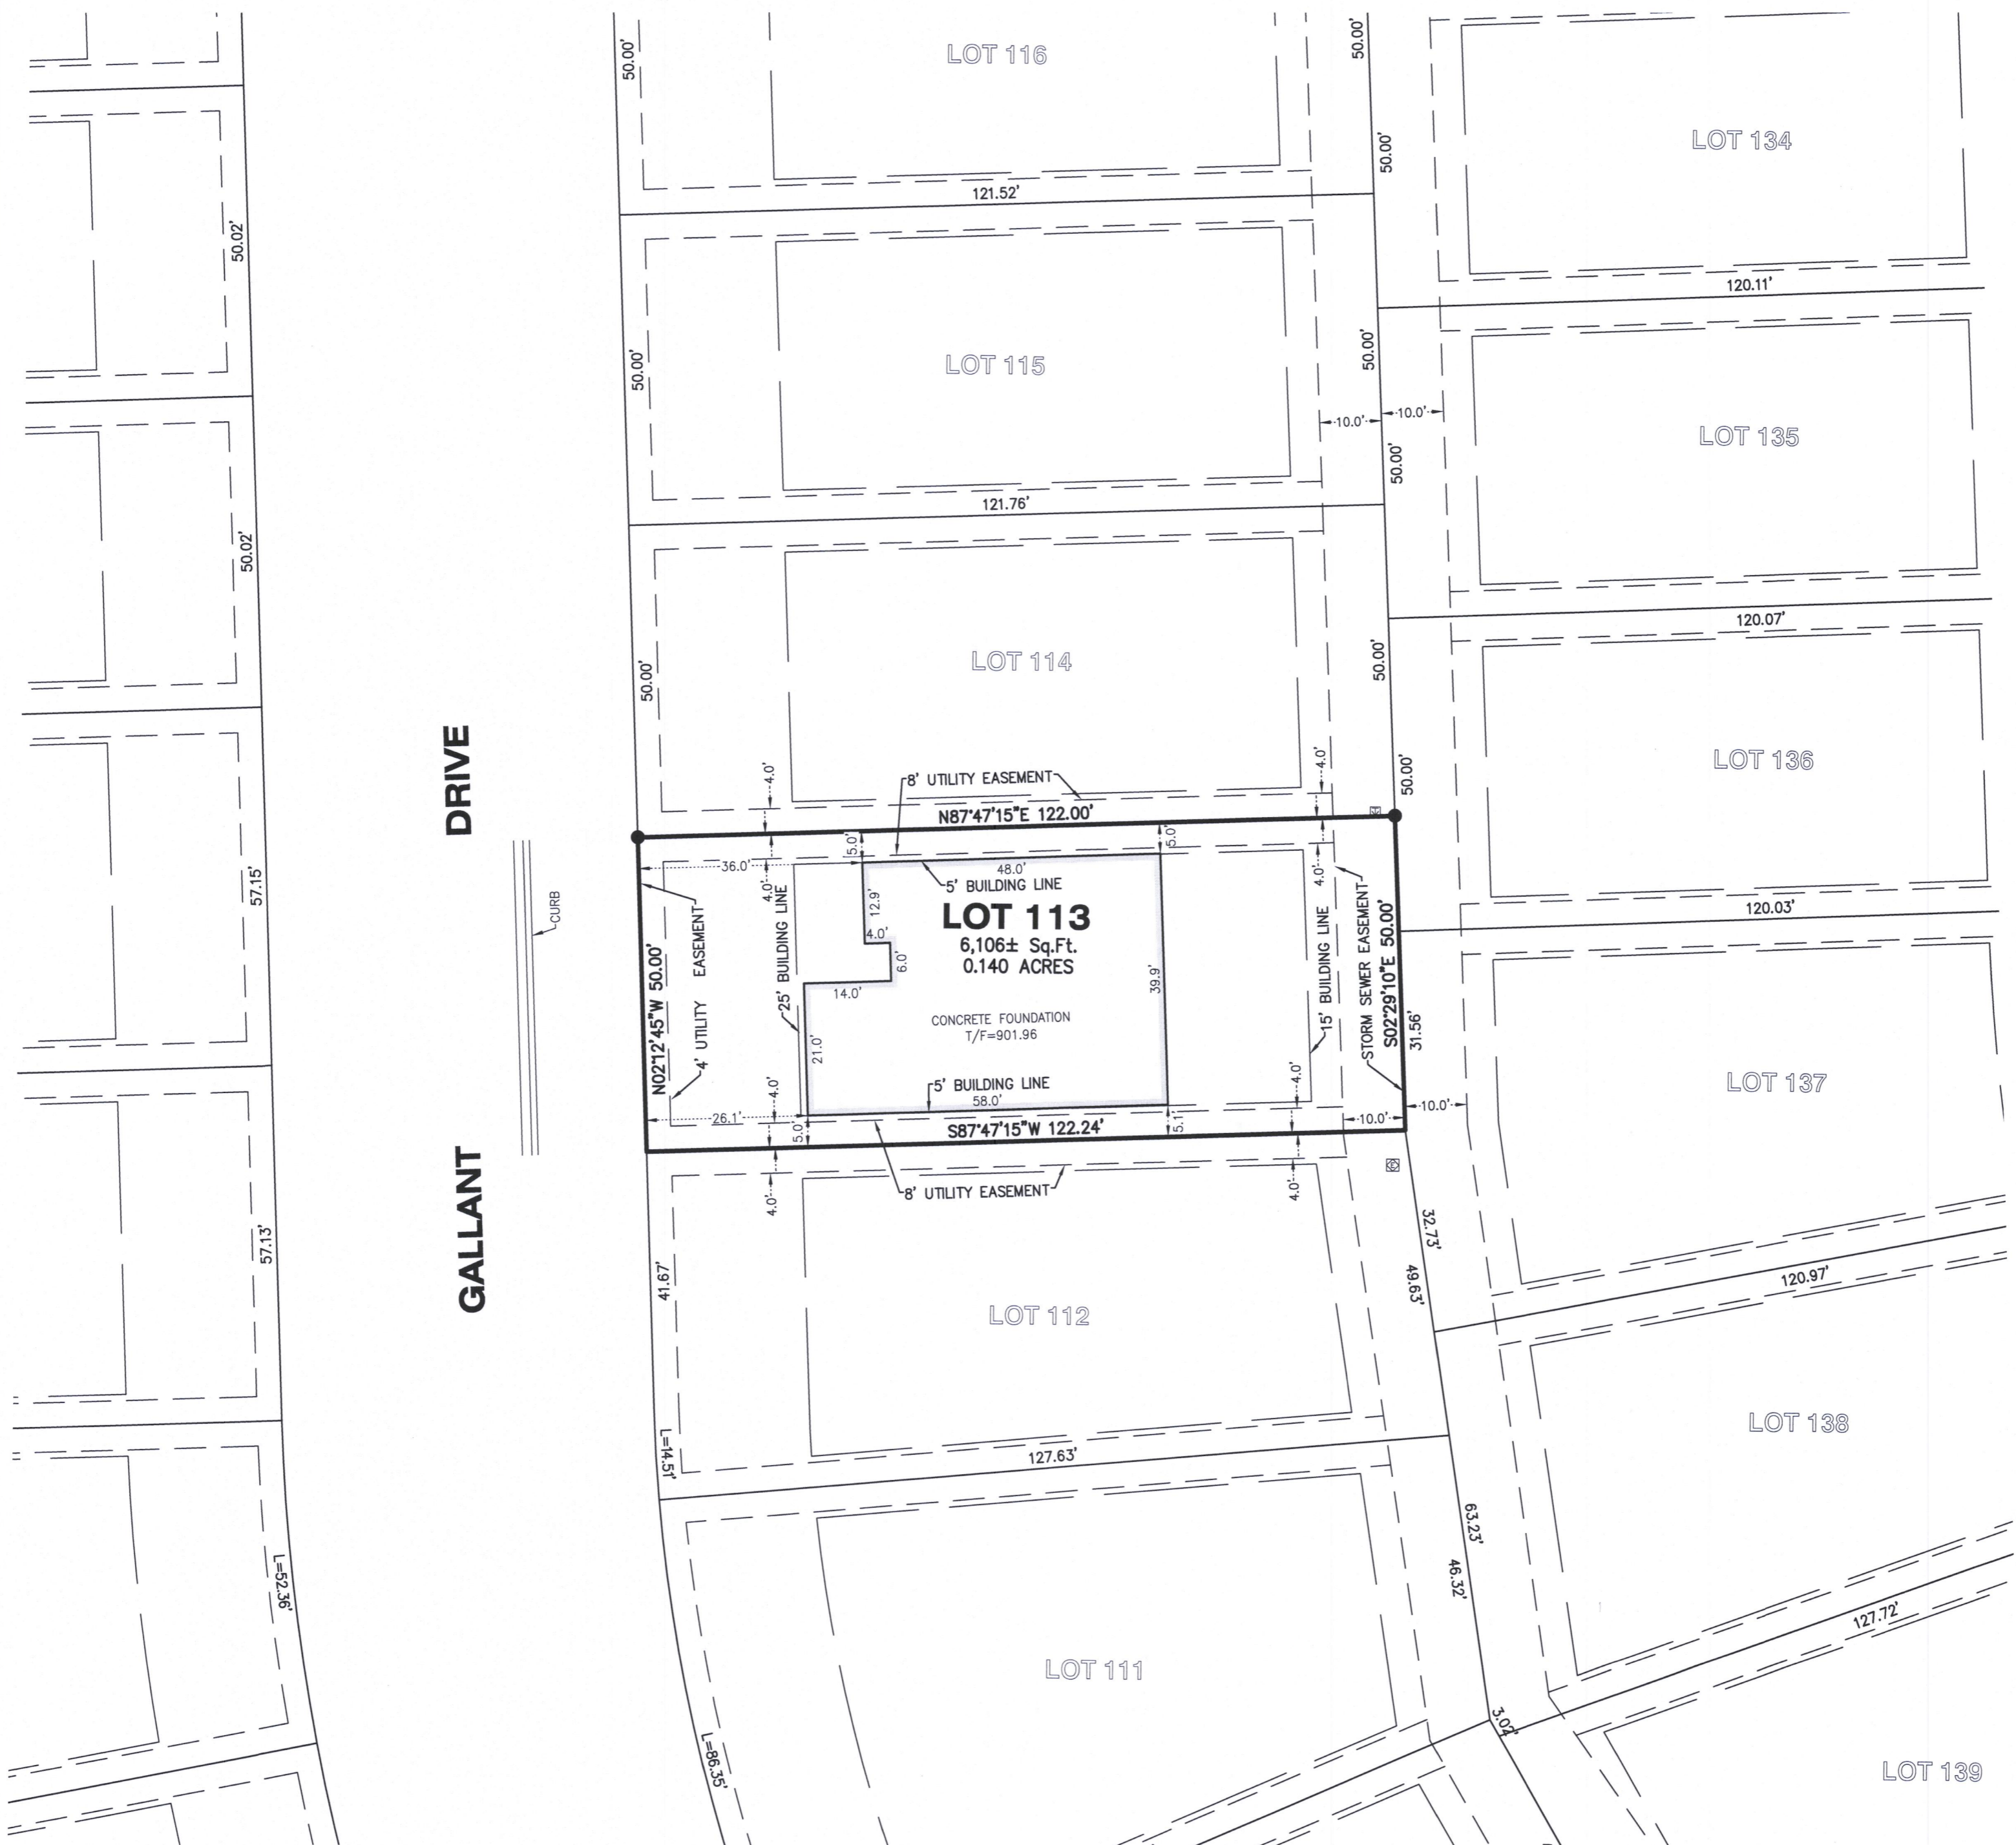 LOT 116
50.00'
50.00'
LOT 134
50.00'
121.52'
50.02'
120.11'
50.00'
LOT 115
50.00'
10.0'
10.0'
LOT 135
50.00'
121.76'
50.02'
120.07'
50.00'
LOT 114
50.00'
LOT 136
DRIVE
4.0'
8' UTILITY EASEMENT
4.0'
50.00'
N87°47'15"E 122.00'
57.15'
CURB
36.0'
5.0'
5.0'
4.0'
48.0'
4.0'
5' BUILDING LINE
12.9'
LOT 113
120.03'
4.0'
6,106± Sq.Ft.
0.140 ACRES
6.0'
39.9'
14.0'
N02°12'45"W 50.00'
4' UTILITY EASEMENT
25' BUILDING LINE
15' BUILDING LINE
STORM SEWER EASEMENT
S02°29'10"E 50.00'
31.56'
CONCRETE FOUNDATION
T/F=901.96
21.0'
LOT 137
5' BUILDING LINE
58.0'
4.0'
4.0'
26.1'
5.0'
S87°47'15"W 122.24'
5.1'
10.0'
10.0'
GALLANT
4.0'
8' UTILITY EASEMENT
4.0'
57.13'
32.73'
41.67'
49.63'
120.97'
LOT 112
LOT 138
L=14.51'
127.63'
63.23'
L=52.36'
46.32'
127.72'
LOT 111
3.02'
L=86.35'
LOT 139